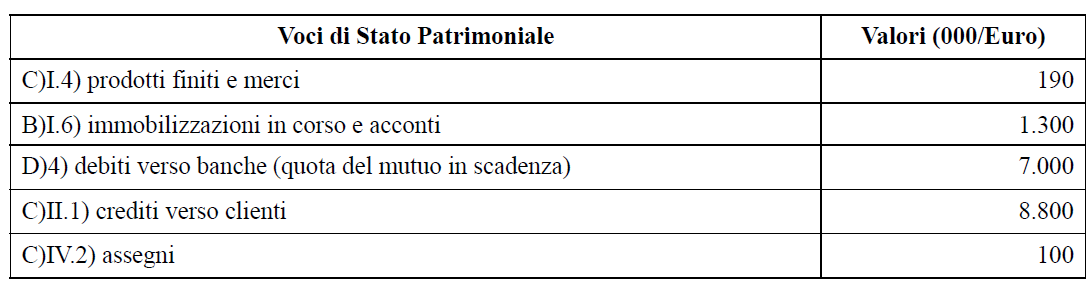 Voci di Stato Patrimoniale Valori (000/Euro)
C)I.4) prodotti finiti e merci 190
B)I.6) immobilizzazioni in corso e acconti 1.300
D)4) debiti verso banche (quota del mutuo in scadenza) 7.000
C)II.1) crediti verso clienti 8.800
C)IV.2) assegni 100